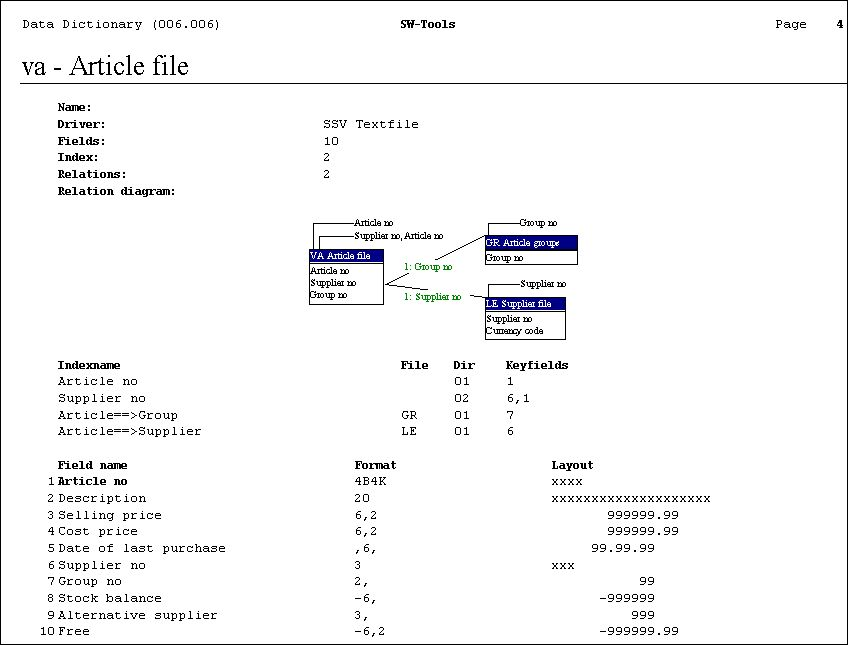 Data Dictionary (006.006) SW-Tools Page 4
va - Article file
Name:
Driver: SSV Textfile
Fields: 10
Index: 2
Relations: 2
Relation diagram:
Article no Group no
Supplier no, Article no GR Article groups
VA Article file Group no
Article no 1: Group no
Supplier no Supplier no
Group no 1: Supplier no LE Supplier file
Supplier no
Currency code
Indexname File Dir Keyfields
Article no 01 1
Supplier no 02 6,1
Article==>Group GR 01 7
Article==>Supplier LE 01 6
Field name Format Layout
1 Article no 4B4K xxxx
2 Description 20 xxxxxxxxxxxxxxxxxxxx
3 Selling price 6,2 999999.99
4 Cost price 6,2 999999.99
5 Date of last purchase ,6, 99.99.99
6 Supplier no 3 xxx
7 Group no 2, 99
8 Stock balance -6, -999999
9 Alternative supplier 3, 999
10 Free -6,2 -999999.99